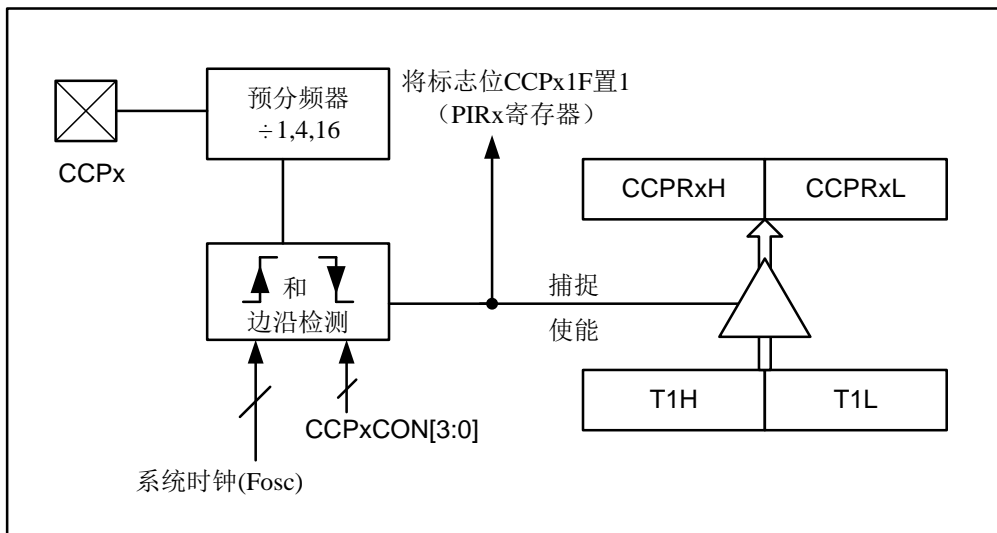 预分频器
÷1,4,16
CCPx
将标志位CCPx1F置1
（PIRx寄存器）
CCPRxH
CCPRxL
和
边沿检测
捕捉
使能
T1H
T1L
CCPxCON[3:0]
系统时钟(Fosc)